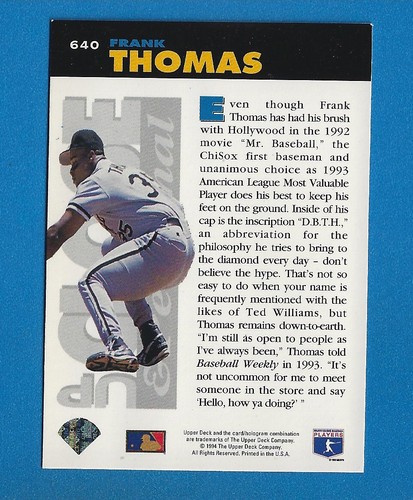 640 FRANK
THOMAS
Even though Frank
Thomas has had his brush
with Hollywood in the 1992
movie "Mr. Baseball," the
ChiSox first baseman and
unanimous choice as 1993
American League Most Valuable
Player does his best to keep his
feet on the ground. Inside of his
cap is the inscription "D.B.T.H.,"
an abbreviation for the
philosophy he tries to bring to
the diamond every day – don't
believe the hype. That's not so
easy to do when your name is
frequently mentioned with the
likes of Ted Williams, but
Thomas remains down-to-earth.
"I'm still as open to people as
I've always been," Thomas told
Baseball Weekly in 1993. "It's
not uncommon for me to meet
someone in the store and say
'Hello, how ya doing?' "
UP CLOSE
& Personal
35
Upper Deck and the card/hologram combination
are trademarks of The Upper Deck Company.
© 1994 The Upper Deck Company.
All Rights Reserved. Printed in the U.S.A.
PLAYERS